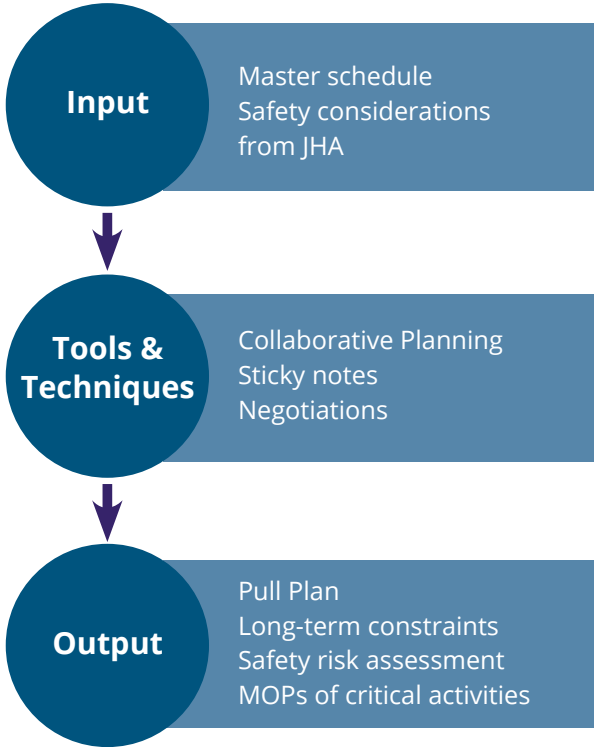 Input
Master schedule
Safety considerations
from JHA
Tools &
Techniques
Collaborative Planning
Sticky notes
Negotiations
Output
Pull Plan
Long-term constraints
Safety risk assessment
MOPs of critical activities